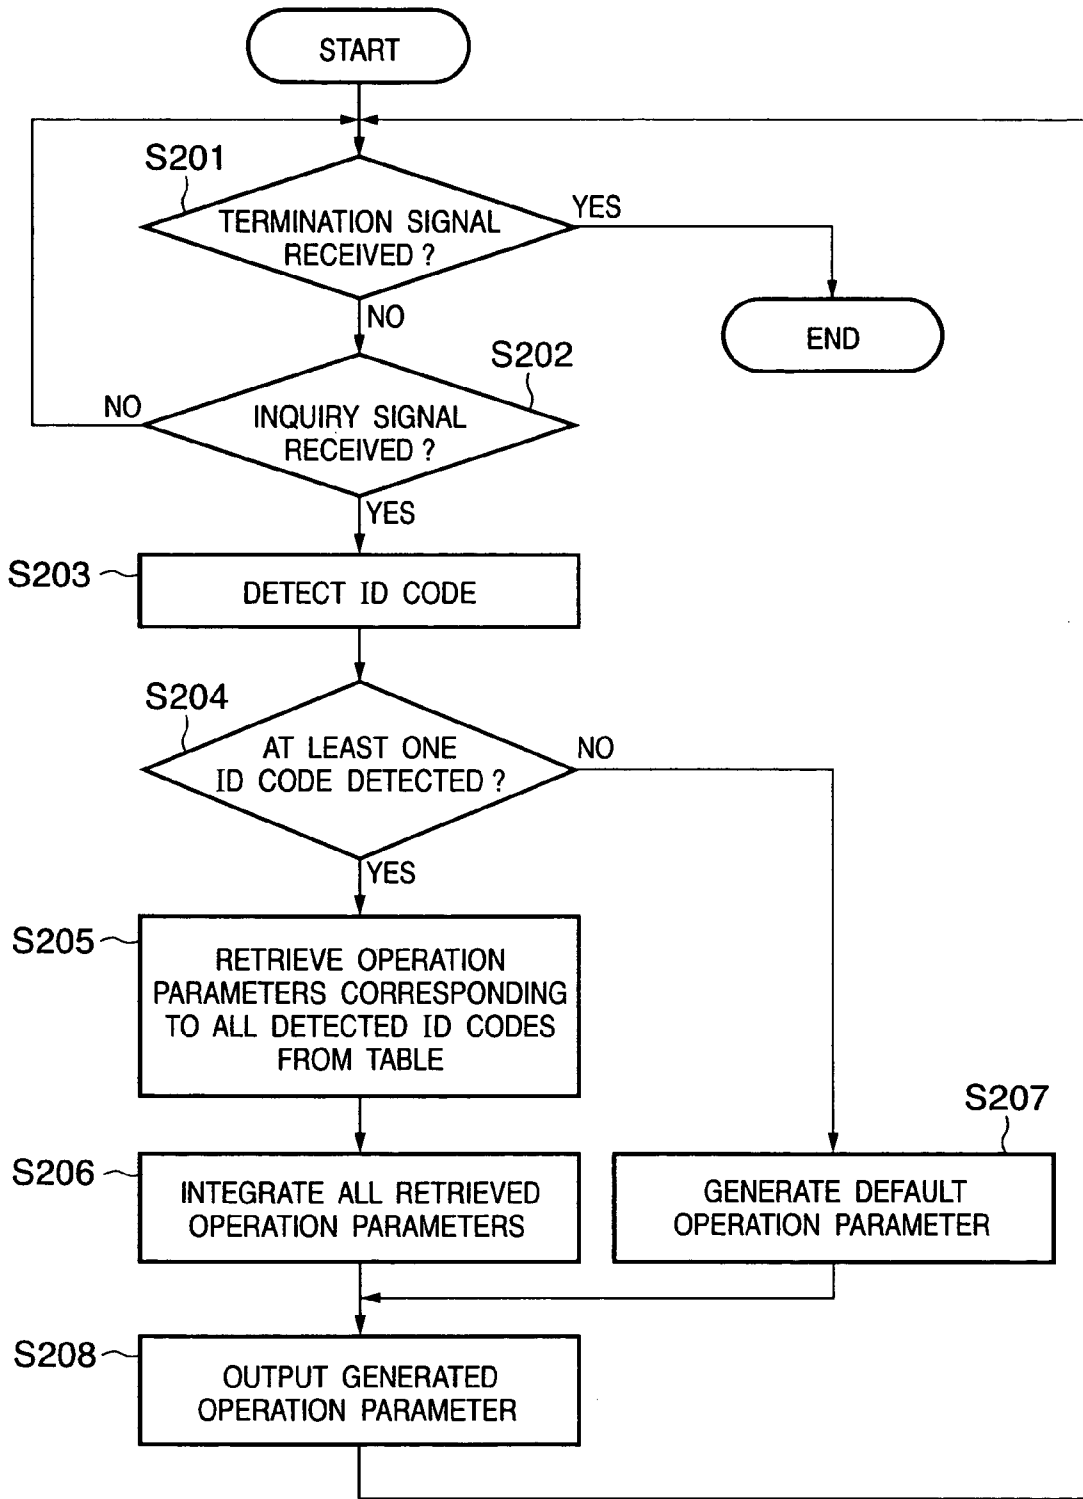 START
S201
TERMINATION SIGNAL
RECEIVED ?
YES
NO
END
S202
INQUIRY SIGNAL
RECEIVED ?
NO
YES
S203
DETECT ID CODE
S204
AT LEAST ONE
ID CODE DETECTED ?
NO
YES
S205
RETRIEVE OPERATION
PARAMETERS CORRESPONDING
TO ALL DETECTED ID CODES
FROM TABLE
S206
INTEGRATE ALL RETRIEVED
OPERATION PARAMETERS
S207
GENERATE DEFAULT
OPERATION PARAMETER
S208
OUTPUT GENERATED
OPERATION PARAMETER